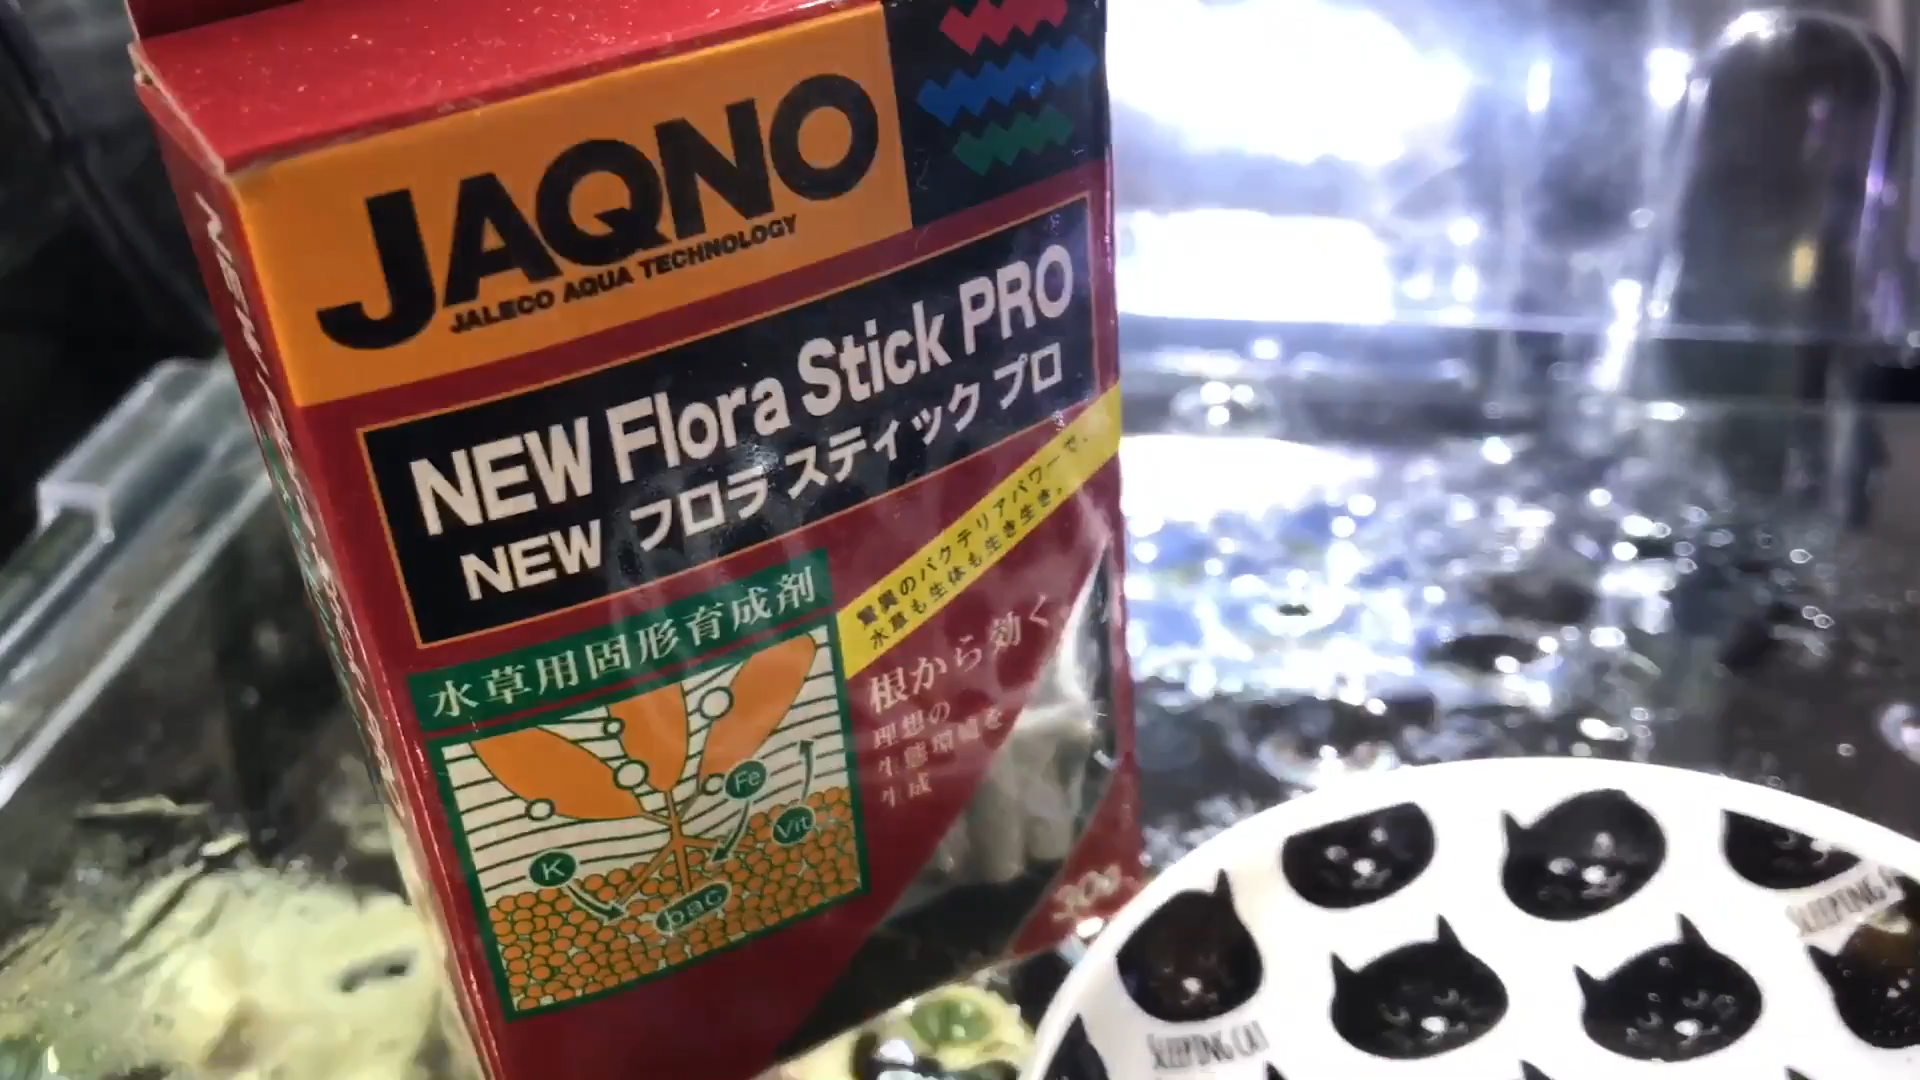 JAQNO
JALECO AQUA TECHNOLOGY
NEW Flora Stick PRO
NEW フロラ スティック プロ
驚異のバクテリアパワーで、
水草も生体も生き生き。
水草用固形育成剤
根から効く
理想の
生態環境を
生成
Fe
Vit
K
bac
SLEEPING CAT
SLEEPING